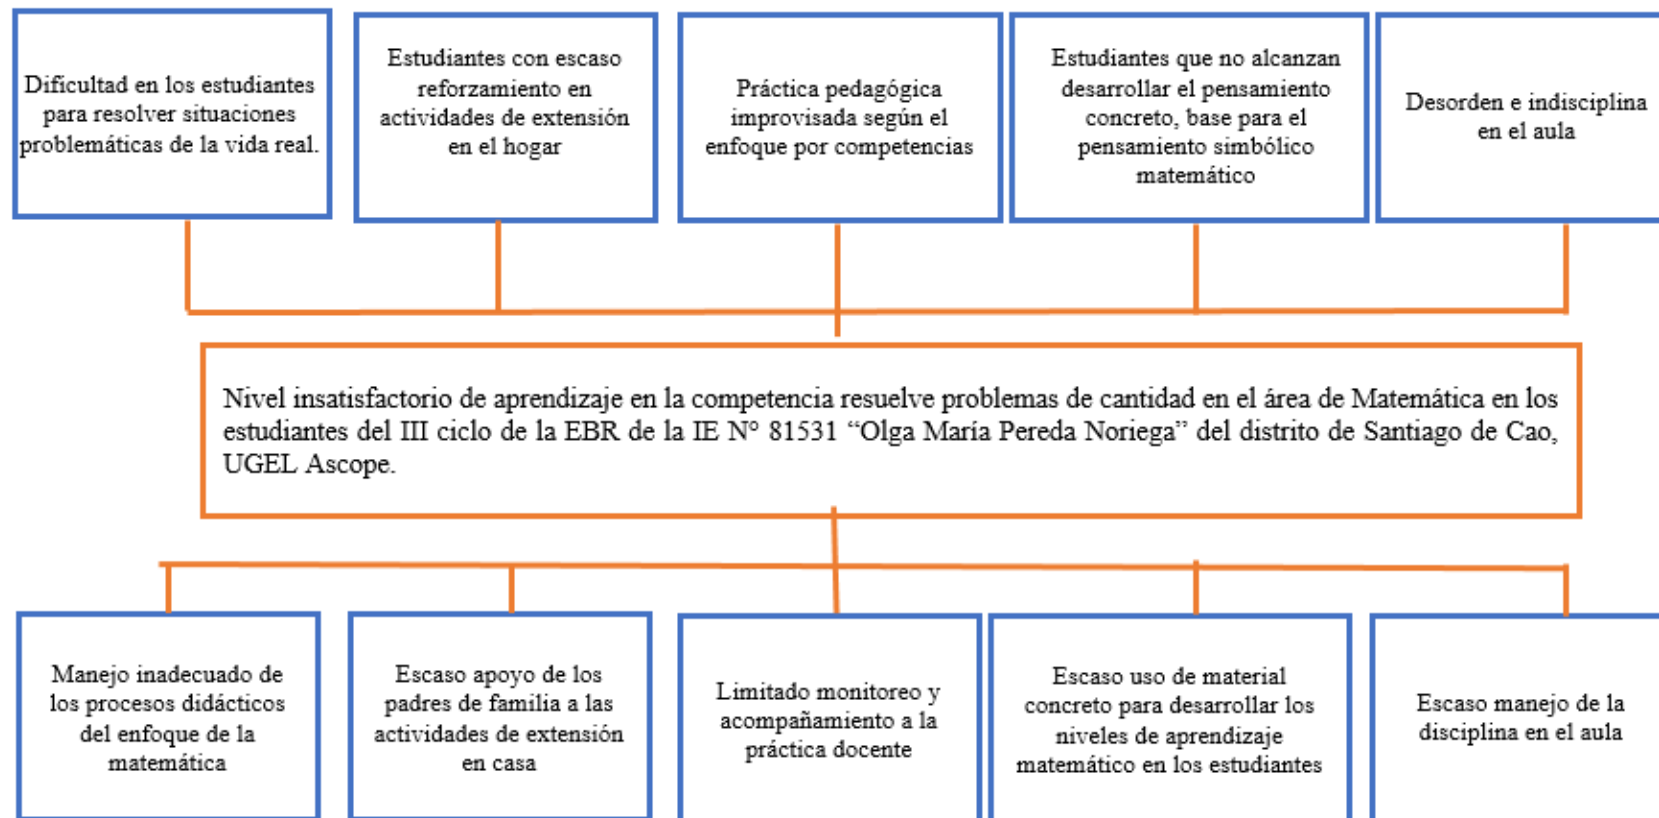 Dificultad en los estudiantes
para resolver situaciones
problemáticas de la vida real.
Estudiantes con escaso
reforzamiento en
actividades de extensión
en el hogar
Práctica pedagógica
improvisada según el
enfoque por competencias
Estudiantes que no alcanzan
desarrollar el pensamiento
concreto, base para el
pensamiento simbólico
matemático
Desorden e indisciplina
en el aula
Nivel insatisfactorio de aprendizaje en la competencia resuelve problemas de cantidad en el área de Matemática en los
estudiantes del III ciclo de la EBR de la IE N° 81531 “Olga María Pereda Noriega” del distrito de Santiago de Cao,
UGEL Ascope.
Manejo inadecuado de
los procesos didácticos
del enfoque de la
matemática
Escaso apoyo de los
padres de familia a las
actividades de extensión
en casa
Limitado monitoreo y
acompañamiento a la
práctica docente
Escaso uso de material
concreto para desarrollar los
niveles de aprendizaje
matemático en los estudiantes
Escaso manejo de la
disciplina en el aula